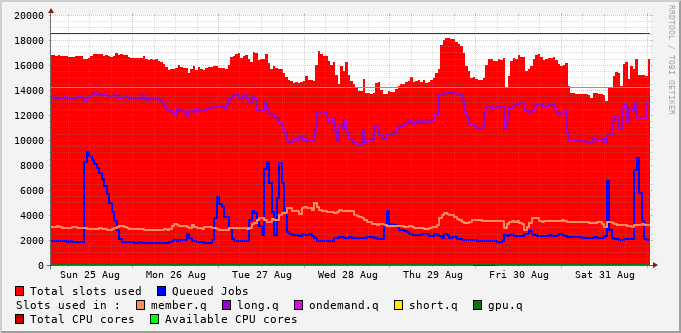 20000
18000
16000
14000
12000
10000
8000
6000
4000
2000
0
Sun 25 Aug Mon 26 Aug Tue 27 Aug Wed 28 Aug Thu 29 Aug Fri 30 Aug Sat 31 Aug
Total slots used Queued Jobs
Slots used in : member.q long.q ondemand.q short.q gpu.q
Total CPU cores Available CPU cores
RRDTOOL / TOBI OETIKER